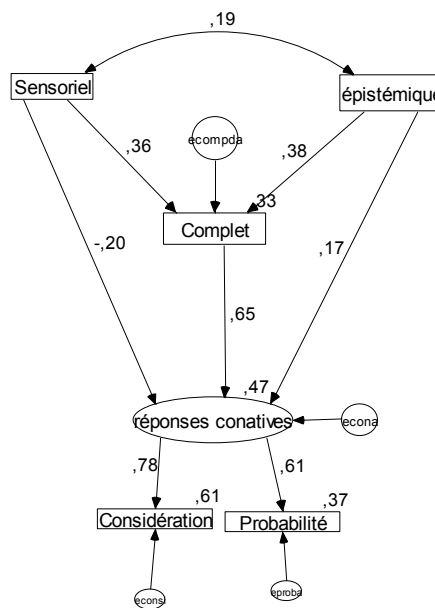 ,19
Sensoriel
épistémique
ecompda
,36
,38
,33
Complet
-,20
,17
,65
,47
réponses conatives
econa
,78
,61
,61
,37
Considération
Probabilité
econs
eproba